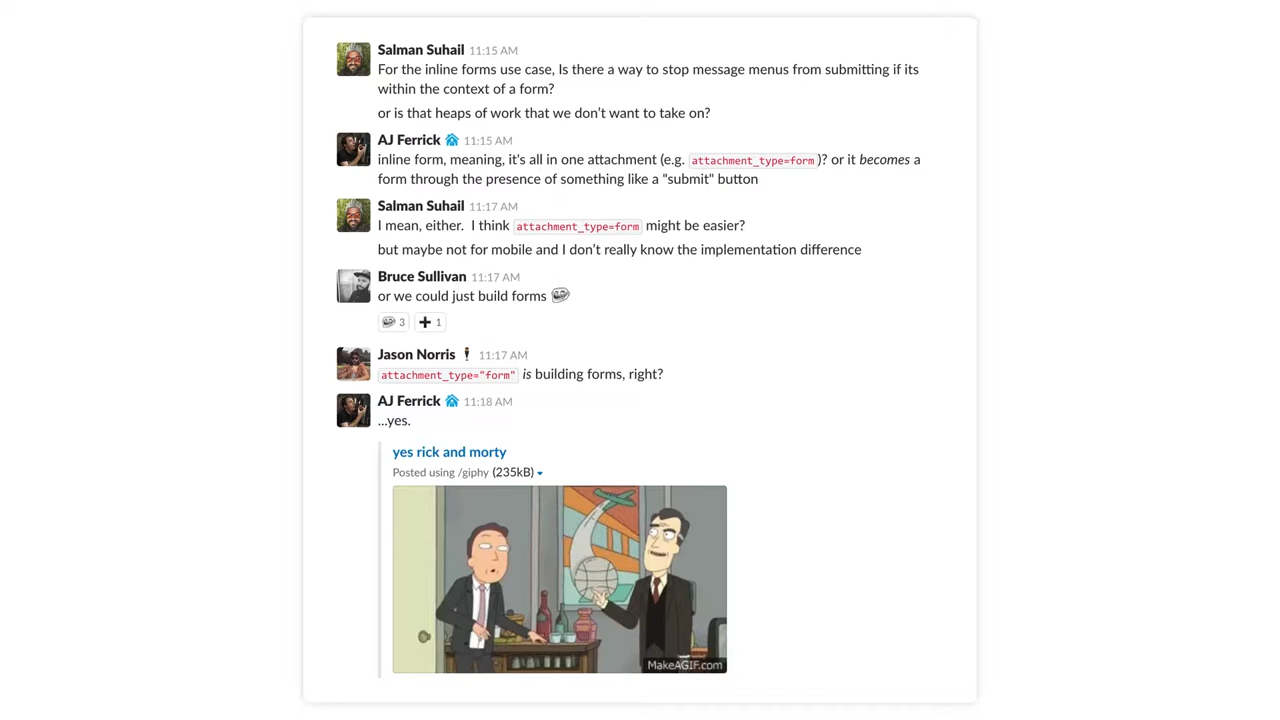 Salman Suhail 11:15 AM
For the inline forms use case, Is there a way to stop message menus from submitting if its
within the context of a form?
or is that heaps of work that we don’t want to take on?
AJ Ferrick 11:15 AM
inline form, meaning, it's all in one attachment (e.g. attachment_type=form)? or it becomes a
form through the presence of something like a "submit" button
Salman Suhail 11:17 AM
I mean, either. I think attachment_type=form might be easier?
but maybe not for mobile and I don’t really know the implementation difference
Bruce Sullivan 11:17 AM
or we could just build forms
3 1
Jason Norris 11:17 AM
attachment_type="form" is building forms, right?
AJ Ferrick 11:18 AM
...yes.
yes rick and morty
Posted using /giphy (235kB)
MakeAGIF.com